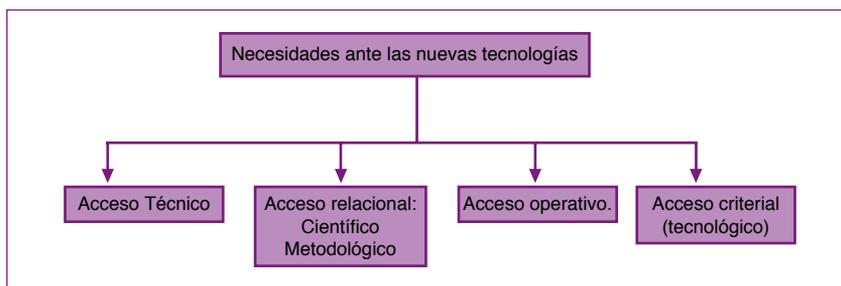 Necesidades ante las nuevas tecnologías
Acceso Técnico
Acceso relacional:
Científico
Metodológico
Acceso operativo.
Acceso criterial
(tecnológico)